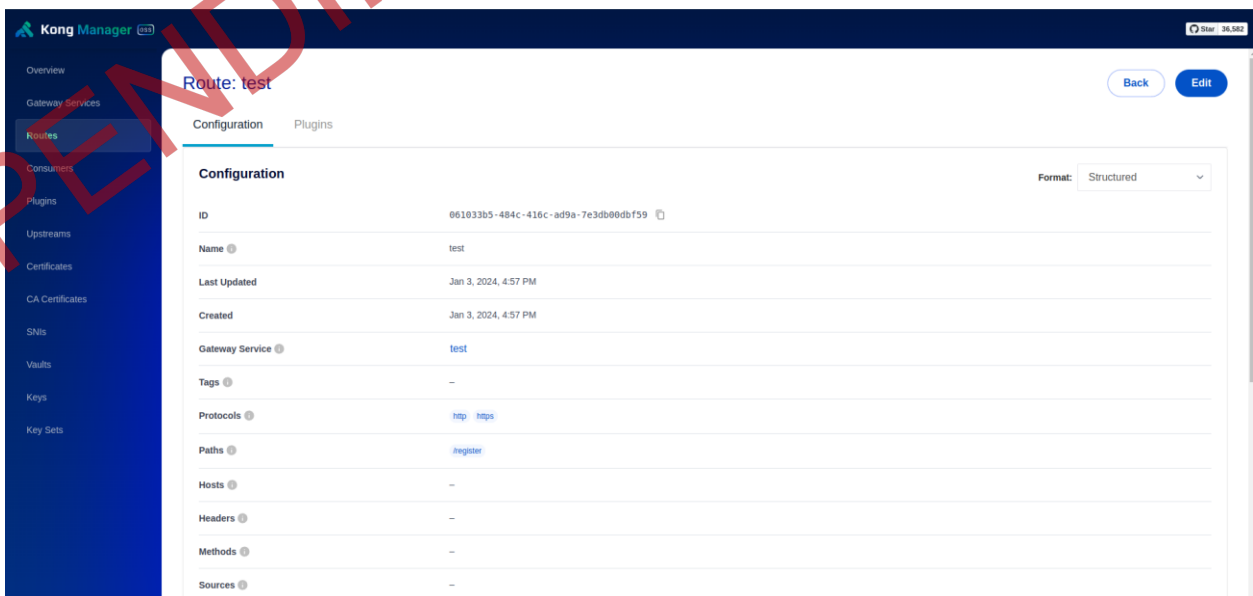 Kong Manager OSS
Star 36,582
Overview
Gateway Services
Routes
Consumers
Plugins
Upstreams
Certificates
CA Certificates
SNIs
Vaults
Keys
Key Sets
Route: test
Back Edit
Configuration Plugins
Configuration
Format: Structured
ID 061033b5-484c-416c-ad9a-7e3db00dbf59
Name test
Last Updated Jan 3, 2024, 4:57 PM
Created Jan 3, 2024, 4:57 PM
Gateway Service test
Tags –
Protocols http https
Paths /register
Hosts –
Headers –
Methods –
Sources –
PEND